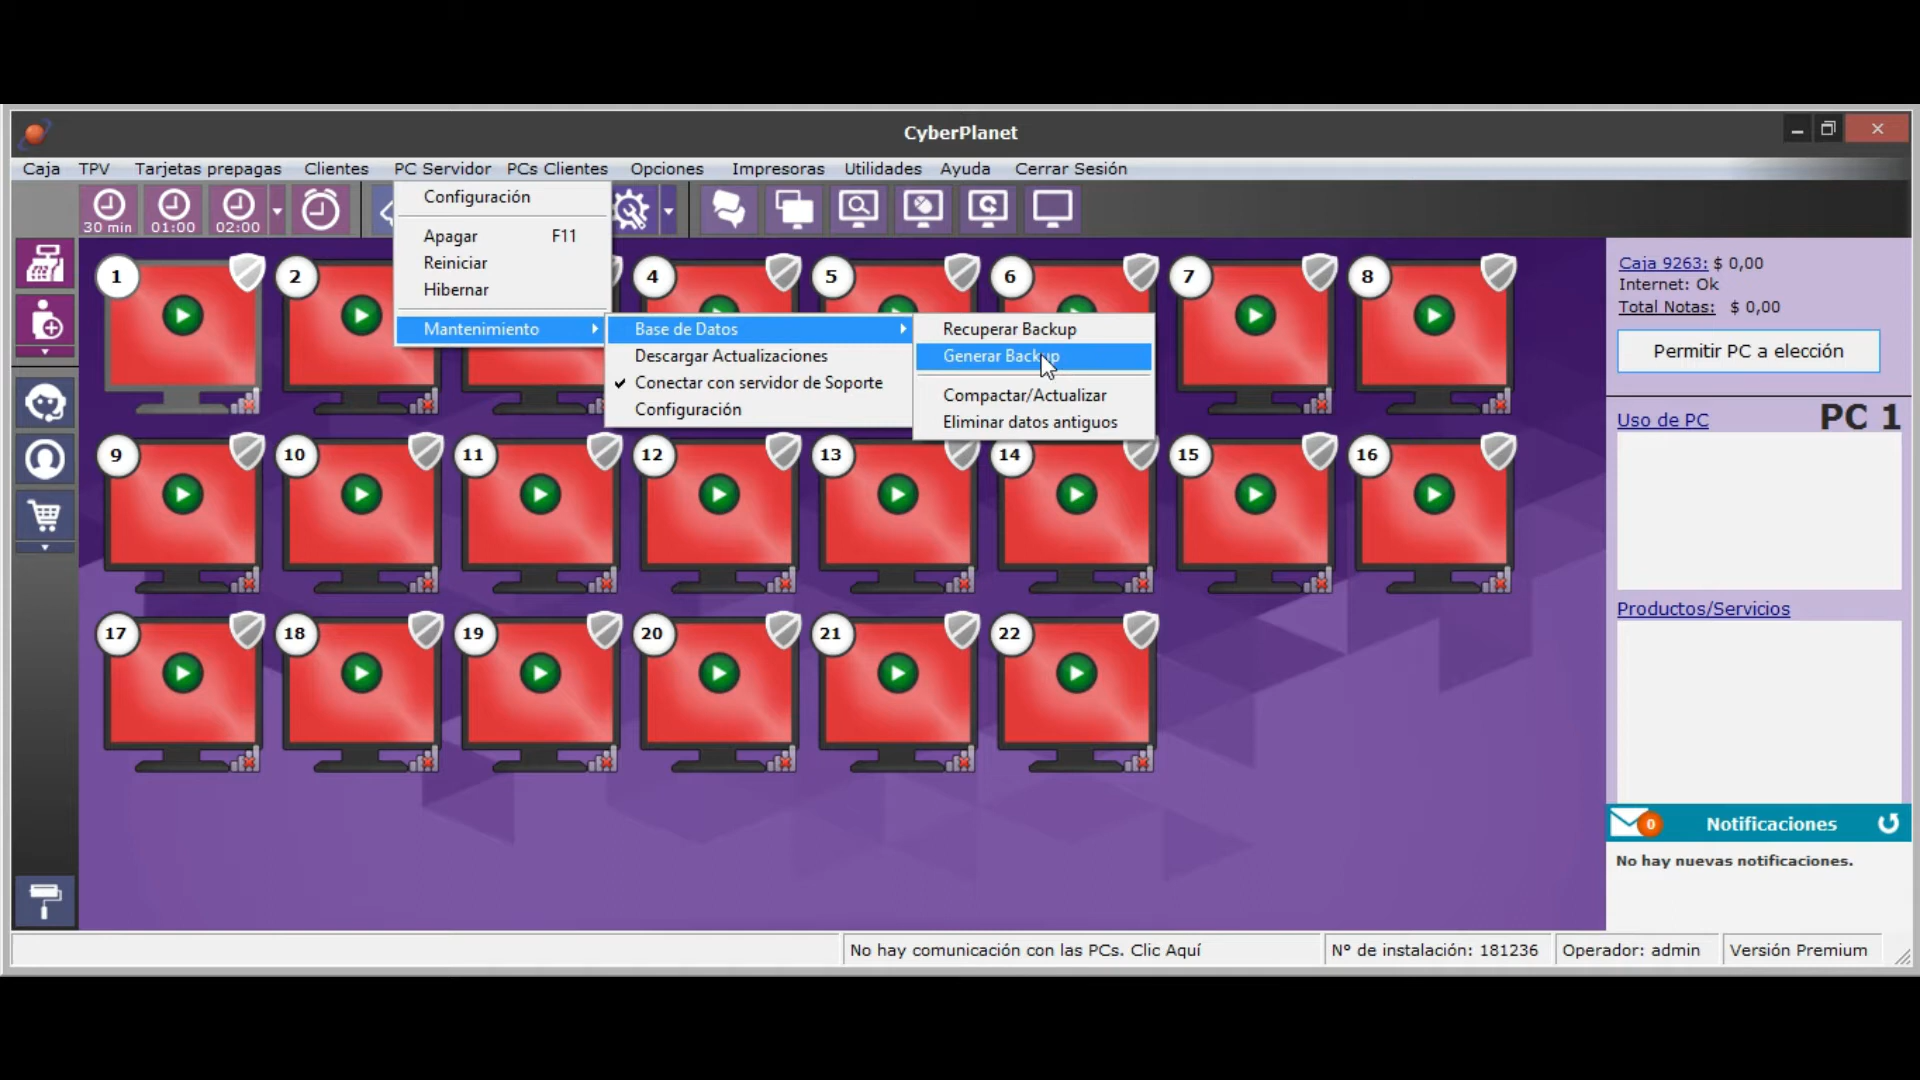 CyberPlanet
Caja TPV Tarjetas prepagas Clientes PC Servidor PCs Clientes Opciones Impresoras Utilidades Ayuda Cerrar Sesión
30 min 01:00 02:00
Configuración
Apagar F11
Reiniciar
Hibernar
Mantenimiento
Base de Datos
Descargar Actualizaciones
Conectar con servidor de Soporte
Configuración
Recuperar Backup
Generar Backup
Compactar/Actualizar
Eliminar datos antiguos
1 2 4 5 6 7 8
9 10 11 12 13 14 15 16
17 18 19 20 21 22
Caja 9263: $ 0,00
Internet: Ok
Total Notas: $ 0,00
Permitir PC a elección
Uso de PC PC 1
Productos/Servicios
0 Notificaciones
No hay nuevas notificaciones.
No hay comunicación con las PCs. Clic Aquí N° de instalación: 181236 Operador: admin Versión Premium